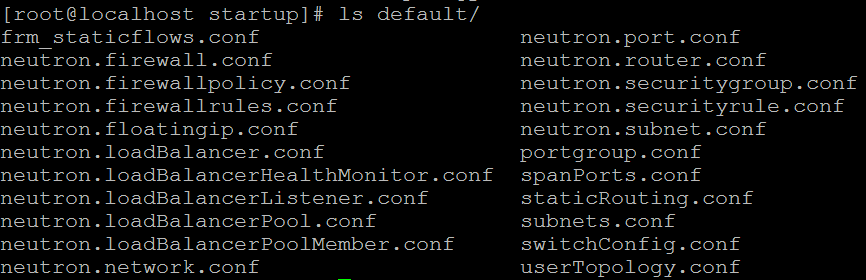 [root@localhost startup]# ls default/
frm_staticflows.conf neutron.port.conf
neutron.firewall.conf neutron.router.conf
neutron.firewallpolicy.conf neutron.securitygroup.conf
neutron.firewallrules.conf neutron.securityrule.conf
neutron.floatingip.conf neutron.subnet.conf
neutron.loadBalancer.conf portgroup.conf
neutron.loadBalancerHealthMonitor.conf spanPorts.conf
neutron.loadBalancerListener.conf staticRouting.conf
neutron.loadBalancerPool.conf subnets.conf
neutron.loadBalancerPoolMember.conf switchConfig.conf
neutron.network.conf userTopology.conf